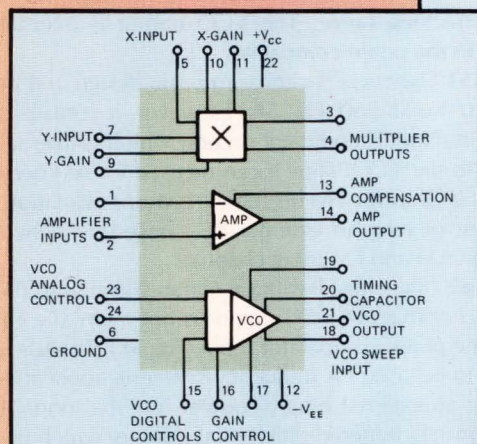 X-INPUT X-GAIN +VCC
5 10 11 22
3
Y-INPUT 7 X 4 MULITPLIER
OUTPUTS
Y-GAIN 9
1 13 AMP
COMPENSATION
AMPLIFIER
INPUTS 2 − + AMP 14 AMP
OUTPUT
19
VCO
ANALOG
CONTROL 23 20 TIMING
CAPACITOR
24 VCO 21 VCO
OUTPUT
GROUND 6 18 VCO SWEEP
INPUT
15 16 17 12 −VEE
VCO
DIGITAL
CONTROLS GAIN
CONTROL